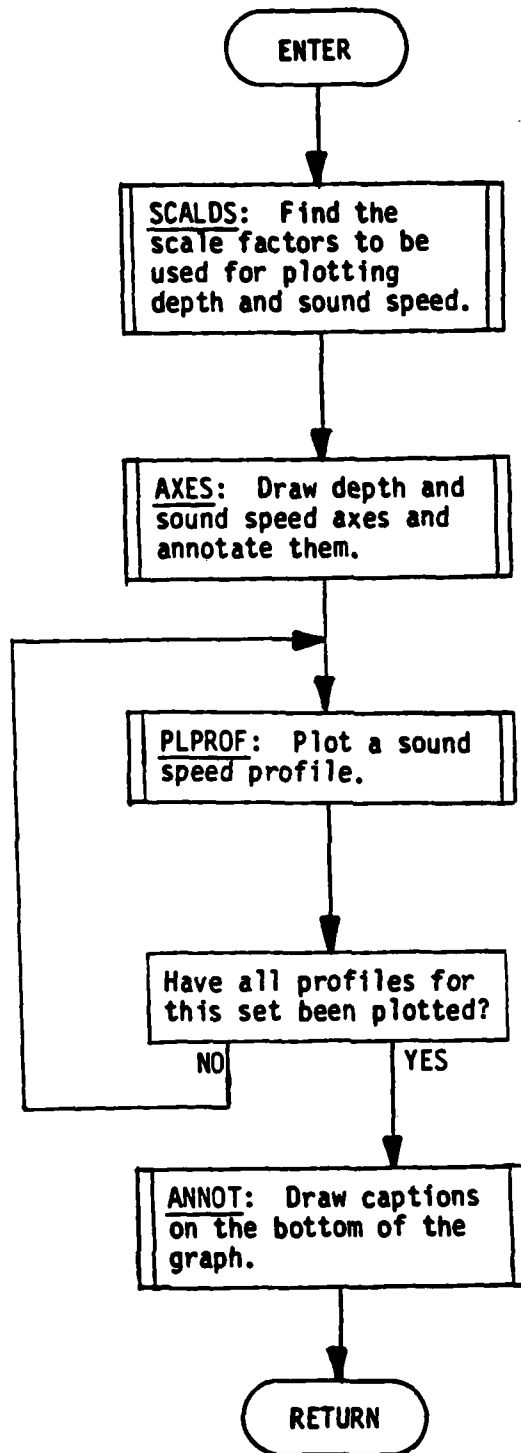 ENTER
SCALDS: Find the
scale factors to be
used for plotting
depth and sound speed.
AXES: Draw depth and
sound speed axes and
annotate them.
PLPROF: Plot a sound
speed profile.
Have all profiles for
this set been plotted?
NO
YES
ANNOT: Draw captions
on the bottom of the
graph.
RETURN